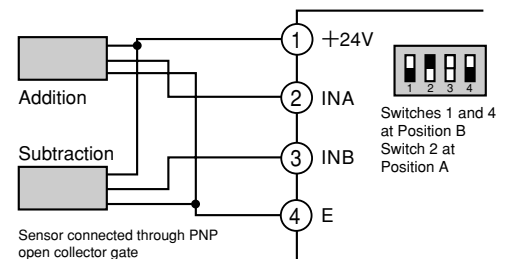 Addition
Subtraction
Sensor connected through PNP
open collector gate
1 +24V
2 INA
3 INB
4 E
1 2 3 4
Switches 1 and 4
at Position B
Switch 2 at
Position A